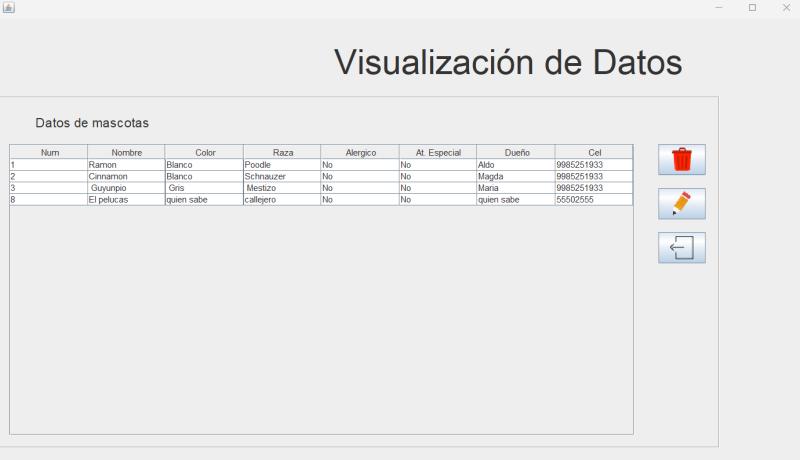 Visualización de Datos
Datos de mascotas
Num Nombre Color Raza Alergico At. Especial Dueño Cel
1 Ramon Blanco Poodle No No Aldo 9985251933
2 Cinnamon Blanco Schnauzer No No Magda 9985251933
3 Guyunpio Gris Mestizo No No Maria 9985251933
8 El pelucas quien sabe callejero No No quien sabe 55502555